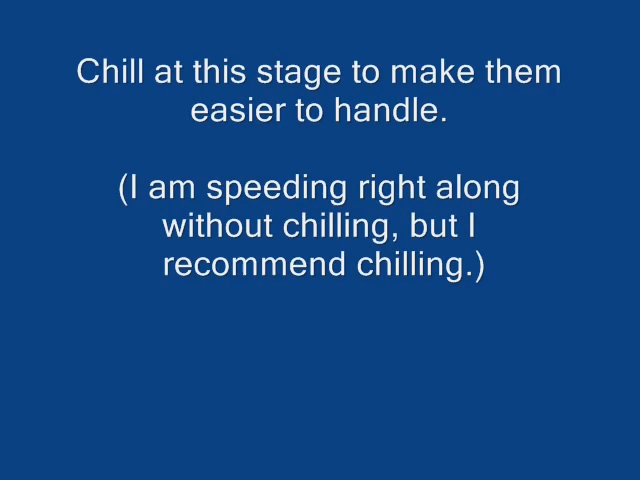 Chill at this stage to make them
easier to handle.
(I am speeding right along
without chilling, but I
recommend chilling.)